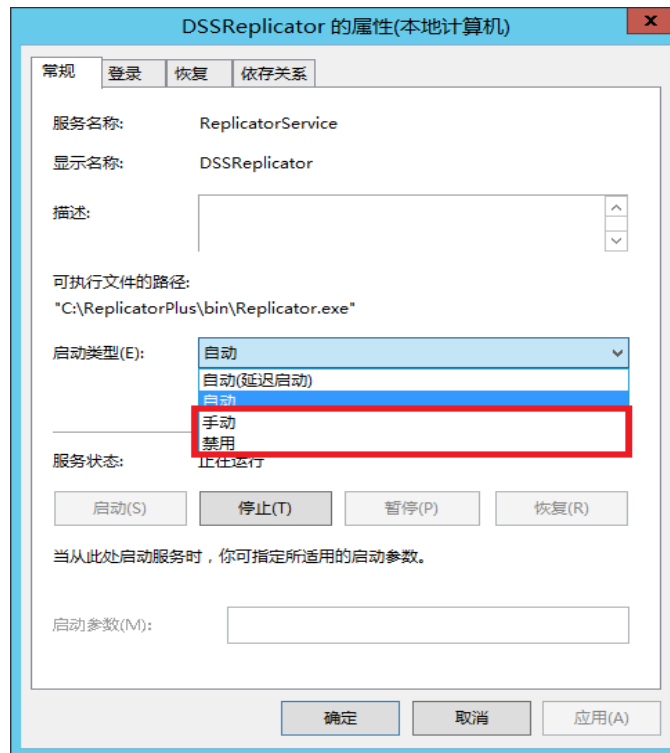 DSSReplicator 的属性(本地计算机)
x
常规 登录 恢复 依存关系
服务名称: ReplicatorService
显示名称: DSSReplicator
描述:
可执行文件的路径:
"C:\ReplicatorPlus\bin\Replicator.exe"
启动类型(E): 自动
自动(延迟启动)
自动
手动
禁用
服务状态: 正在运行
启动(S) 停止(T) 暂停(P) 恢复(R)
当从此处启动服务时，你可指定所适用的启动参数。
启动参数(M):
确定 取消 应用(A)